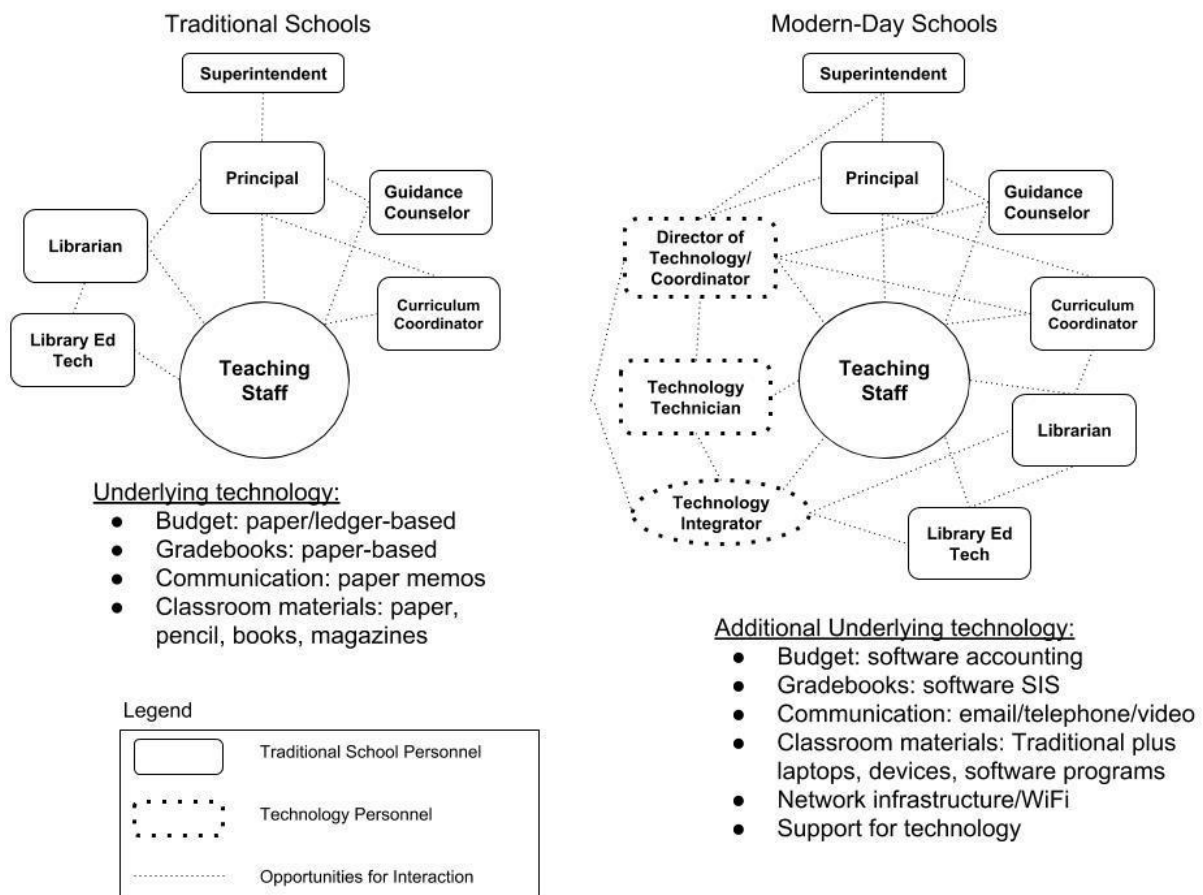 Traditional Schools
Superintendent
Principal
Guidance
Counselor
Librarian
Curriculum
Coordinator
Library Ed
Tech
Teaching
Staff
Underlying technology:
● Budget: paper/ledger-based
● Gradebooks: paper-based
● Communication: paper memos
● Classroom materials: paper,
pencil, books, magazines
Legend
Traditional School Personnel
Technology Personnel
Opportunities for Interaction
Modern-Day Schools
Superintendent
Principal
Guidance
Counselor
Director of
Technology/
Coordinator
Curriculum
Coordinator
Teaching
Staff
Technology
Technician
Librarian
Technology
Integrator
Library Ed
Tech
Additional Underlying technology:
● Budget: software accounting
● Gradebooks: software SIS
● Communication: email/telephone/video
● Classroom materials: Traditional plus
laptops, devices, software programs
● Network infrastructure/WiFi
● Support for technology